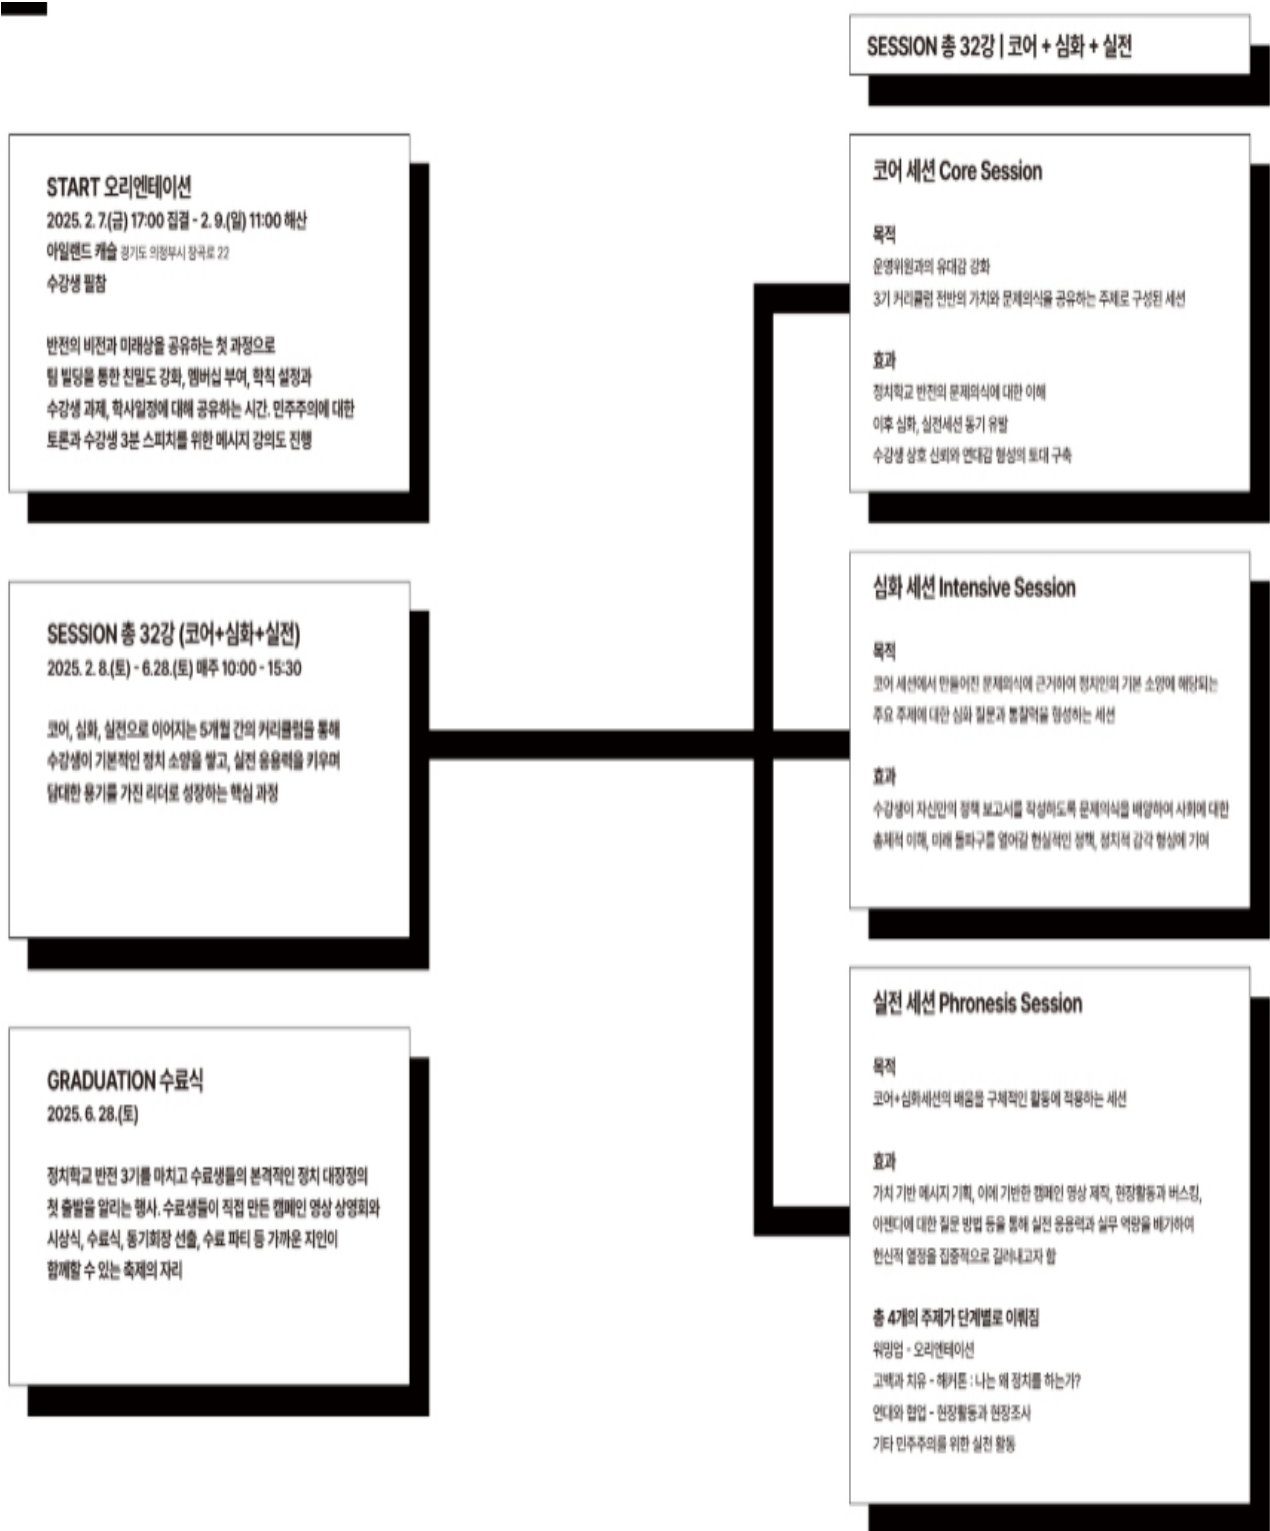 START 오리엔테이션
2025. 2. 7.(금) 17:00 집결 - 2. 9.(일) 11:00 해산
아일랜드 캐슬 경기도 의정부시 장곡로 22
수강생 필참
반전의 비전과 미래상을 공유하는 첫 과정으로
팀 빌딩을 통한 친밀도 강화, 멤버십 부여, 학칙 설정과
수강생 과제, 학사일정에 대해 공유하는 시간. 민주주의에 대한
토론과 수강생 3분 스피치를 위한 메시지 강의도 진행
SESSION 총 32강 (코어+심화+실전)
2025. 2. 8.(토) - 6.28.(토) 매주 10:00 - 15:30
코어, 심화, 실전으로 이어지는 5개월 간의 커리큘럼을 통해
수강생이 기본적인 정치 소양을 쌓고, 실전 응용력을 키우며
담대한 용기를 가진 리더로 성장하는 핵심 과정
GRADUATION 수료식
2025. 6. 28.(토)
정치학교 반전 3기를 마치고 수료생들의 본격적인 정치 대장정의
첫 출발을 알리는 행사. 수료생들이 직접 만든 캠페인 영상 상영회와
시상식, 수료식, 동기회장 선출, 수료 파티 등 가까운 지인이
함께할 수 있는 축제의 자리
SESSION 총 32강 | 코어 + 심화 + 실전
코어 세션 Core Session
목적
운영위원과의 유대감 강화
3기 커리큘럼 전반의 가치와 문제의식을 공유하는 주제로 구성된 세션
효과
정치학교 반전의 문제의식에 대한 이해
이후 심화, 실전세션 동기 유발
수강생 상호 신뢰와 연대감 형성의 토대 구축
심화 세션 Intensive Session
목적
코어 세션에서 만들어진 문제의식에 근거하여 정치인의 기본 소양에 해당되는
주요 주제에 대한 심화 질문과 통찰력을 형성하는 세션
효과
수강생이 자신만의 정책 보고서를 작성하도록 문제의식을 배양하여 사회에 대한
총체적 이해, 미래 돌파구를 열어갈 현실적인 정책, 정치적 감각 형성에 기여
실전 세션 Phronesis Session
목적
코어+심화세션의 배움을 구체적인 활동에 적용하는 세션
효과
가치 기반 메시지 기획, 이에 기반한 캠페인 영상 제작, 현장활동과 버스킹,
아젠다에 대한 질문 방법 등을 통해 실전 응용력과 실무 역량을 배가하여
헌신적 열정을 집중적으로 길러내고자 함
총 4개의 주제가 단계별로 이뤄짐
워밍업 - 오리엔테이션
고백과 치유 - 해커톤 : 나는 왜 정치를 하는가?
연대와 협업 - 현장활동과 현장조사
기타 민주주의를 위한 실천 활동